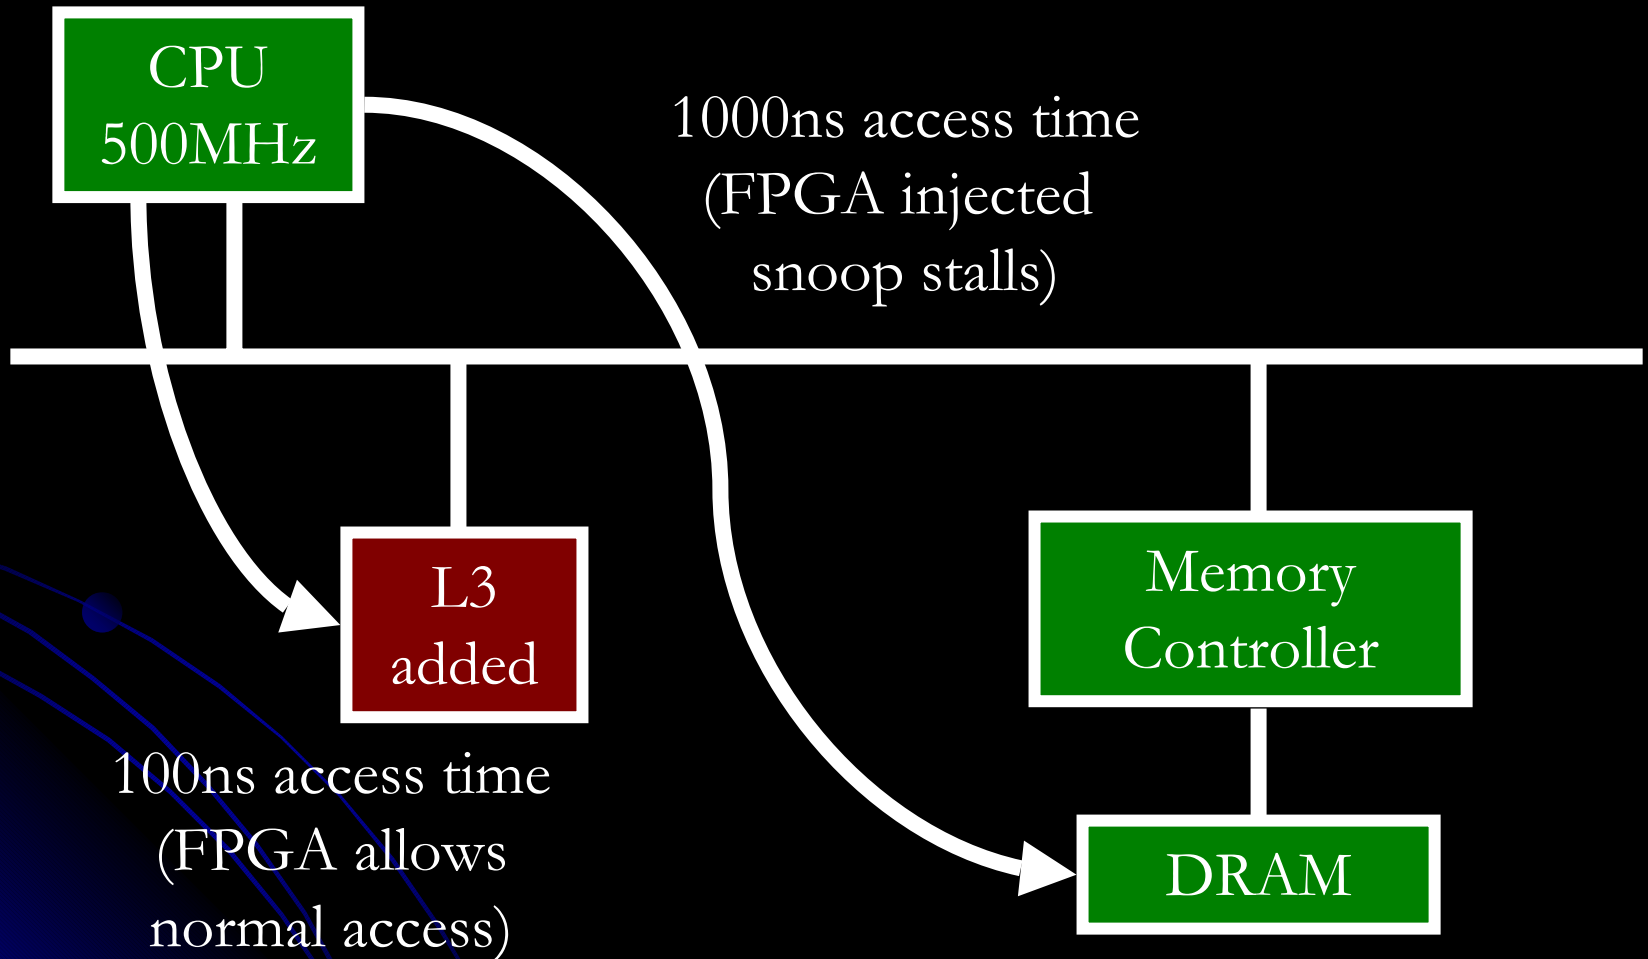 CPU
500MHz
1000ns access time
(FPGA injected
snoop stalls)
L3
added
Memory
Controller
100ns access time
(FPGA allows
normal access)
DRAM